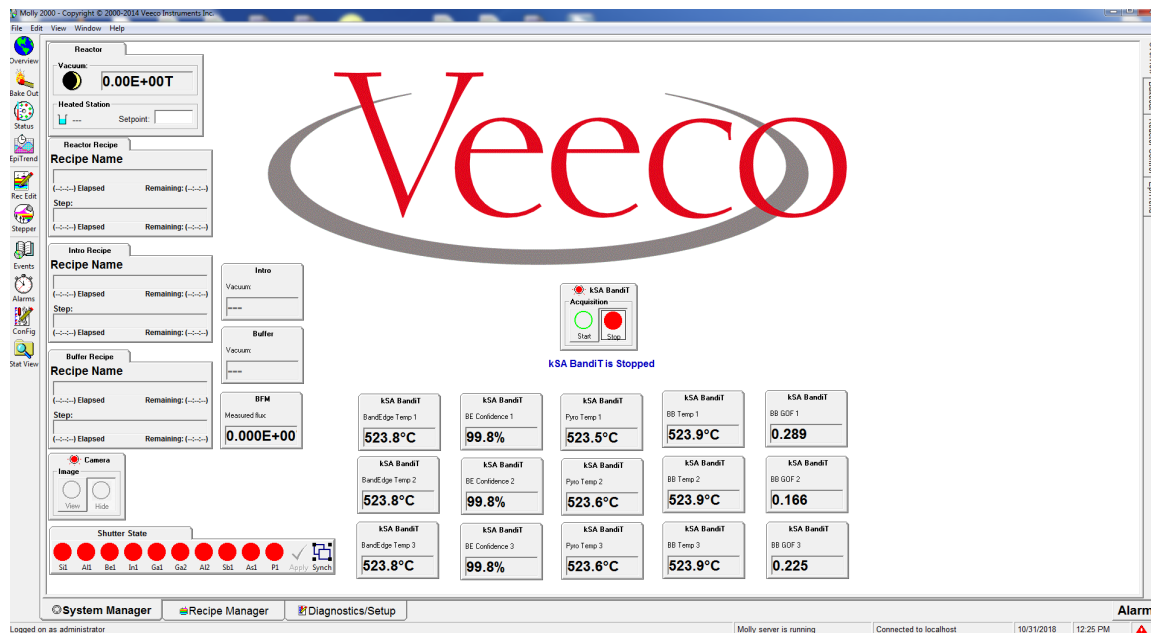 Molly 2000 - Copyright © 2000-2014 Veeco Instruments Inc.
File Edit View Window Help
Overview
Bake Out
Status
EpiTrend
Rec Edit
Stepper
Events
Alarms
ConFig
Stat View
Reactor
Vacuum:
0.00E+00T
Heated Station
--- Setpoint:
Reactor Recipe
Recipe Name
(--:--:--) Elapsed Remaining: (--:--:--)
Step:
(--:--:--) Elapsed Remaining: (--:--:--)
Intro Recipe
Recipe Name
(--:--:--) Elapsed Remaining: (--:--:--)
Step:
(--:--:--) Elapsed Remaining: (--:--:--)
Buffer Recipe
Recipe Name
(--:--:--) Elapsed Remaining: (--:--:--)
Step:
(--:--:--) Elapsed Remaining: (--:--:--)
Camera
Image
View Hide
Shutter State
Si1 Al1 Be1 In1 Ga1 Ga2 Al2 Sb1 As1 P1 Apply Synch
Veeco
Intro
Vacuum:
---
Buffer
Vacuum:
---
BFM
Measured flux:
0.000E+00
kSA BandiT
Acquisition
Start Stop
kSA BandiT is Stopped
kSA BandiT kSA BandiT kSA BandiT kSA BandiT kSA BandiT
BandEdge Temp 1 BE Confidence 1 Pyro Temp 1 BB Temp 1 BB GOF 1
523.8°C 99.8% 523.5°C 523.9°C 0.289
kSA BandiT kSA BandiT kSA BandiT kSA BandiT kSA BandiT
BandEdge Temp 2 BE Confidence 2 Pyro Temp 2 BB Temp 2 BB GOF 2
523.8°C 99.8% 523.6°C 523.9°C 0.166
kSA BandiT kSA BandiT kSA BandiT kSA BandiT kSA BandiT
BandEdge Temp 3 BE Confidence 3 Pyro Temp 3 BB Temp 3 BB GOF 3
523.8°C 99.8% 523.6°C 523.9°C 0.225
System Manager Recipe Manager Diagnostics/Setup Alarm
Logged on as administrator Molly server is running Connected to localhost 10/31/2018 12:25 PM